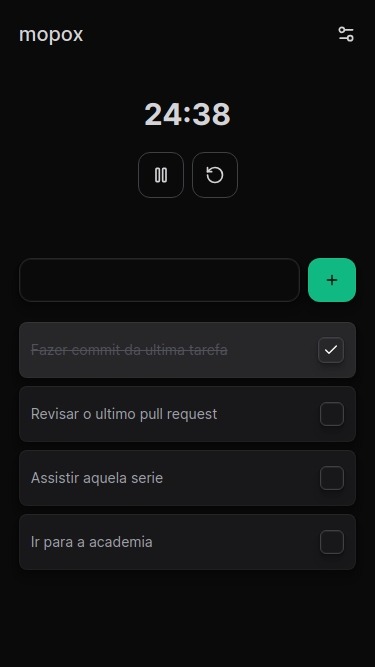 mopox
24:38
Fazer commit da ultima tarefa
Revisar o ultimo pull request
Assistir aquela serie
Ir para a academia